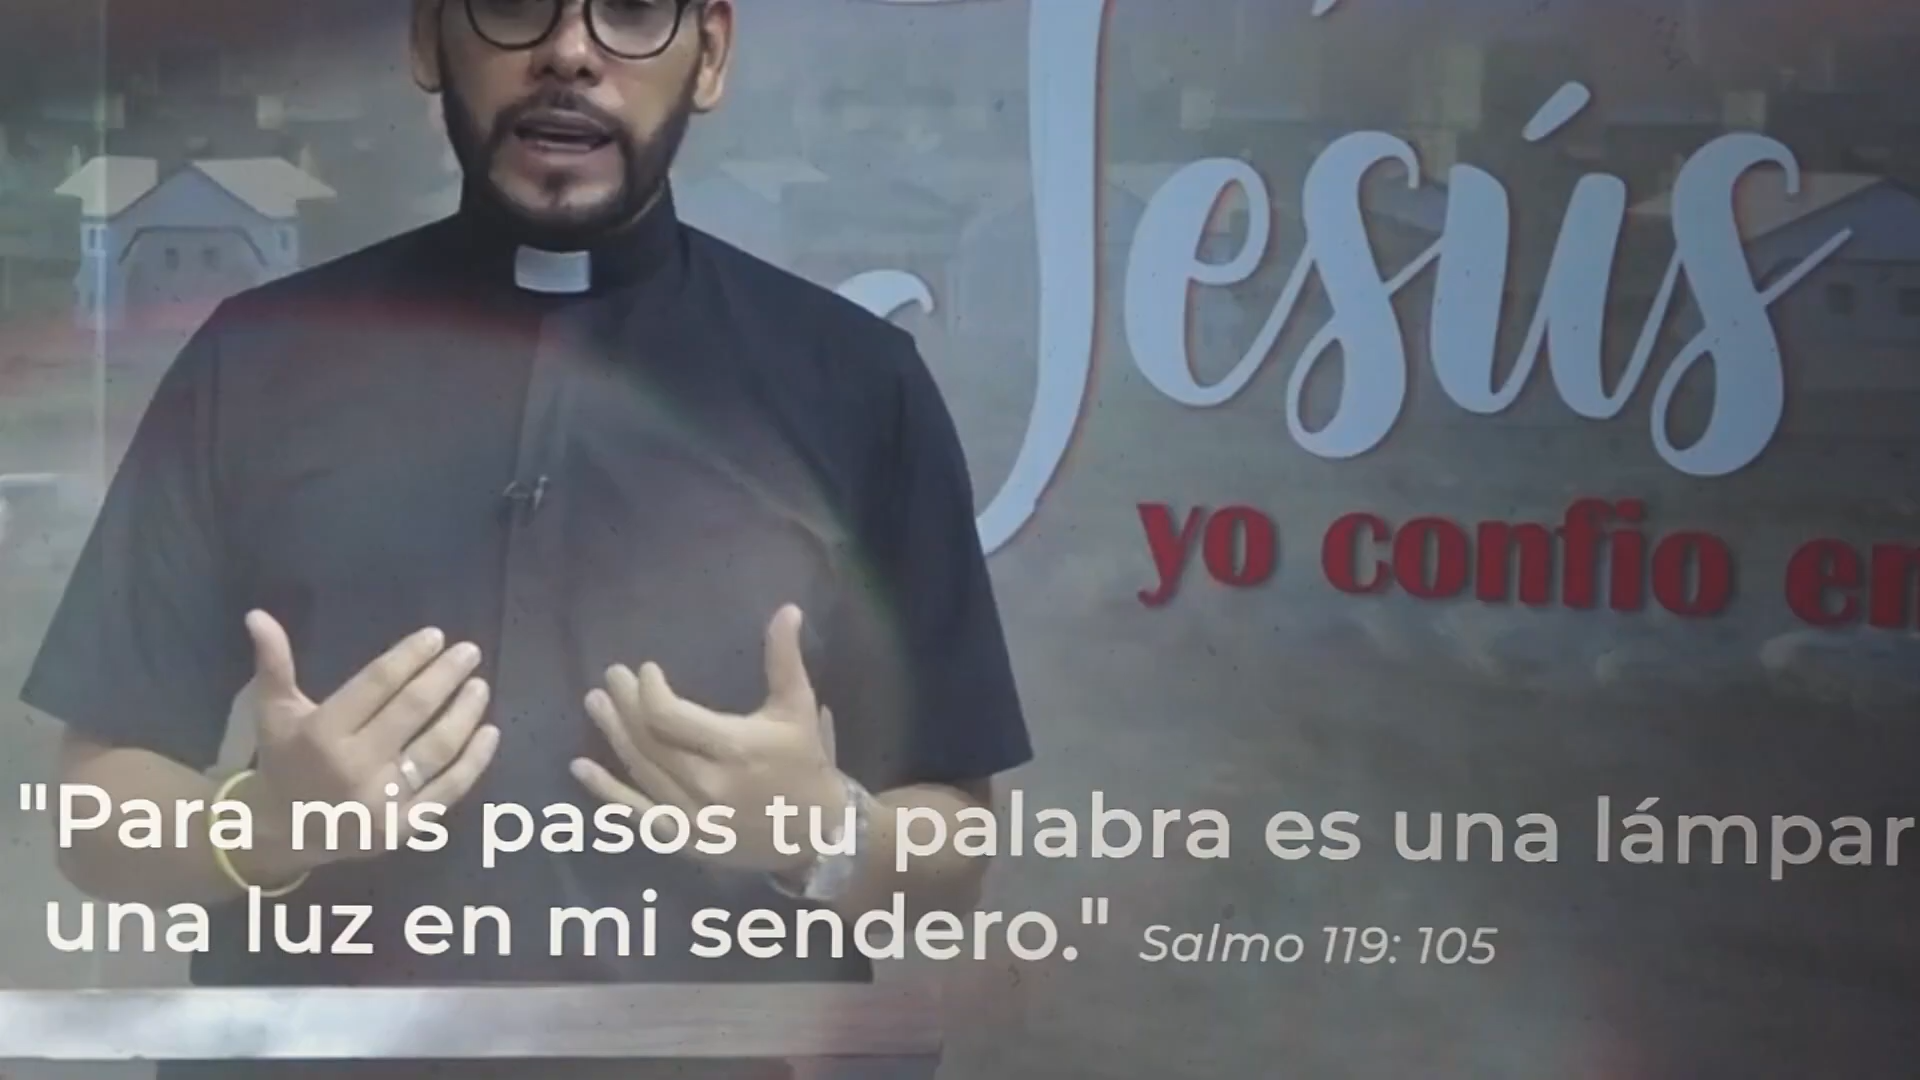 Jesús
yo confio en
"Para mis pasos tu palabra es una lámpar
una luz en mi sendero." Salmo 119: 105